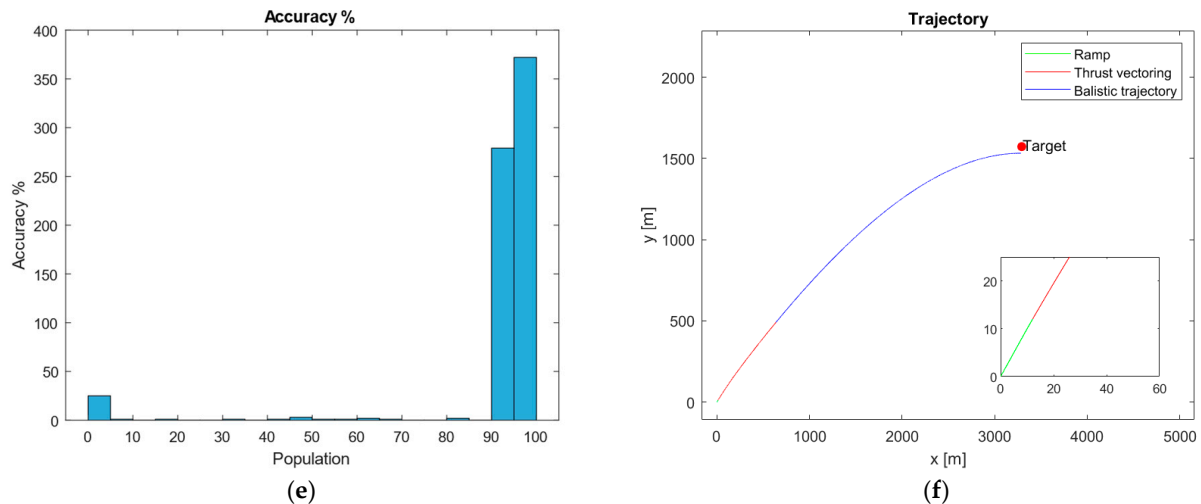 Accuracy %
400
350
300
250
200
150
100
50
0
Accuracy %
0 10 20 30 40 50 60 70 80 90 100
Population
(e)
Trajectory
Ramp
Thrust vectoring
Balistic trajectory
Target
2000
1500
1000
500
0
y [m]
20
10
0
0 20 40 60
0 1000 2000 3000 4000 5000
x [m]
(f)